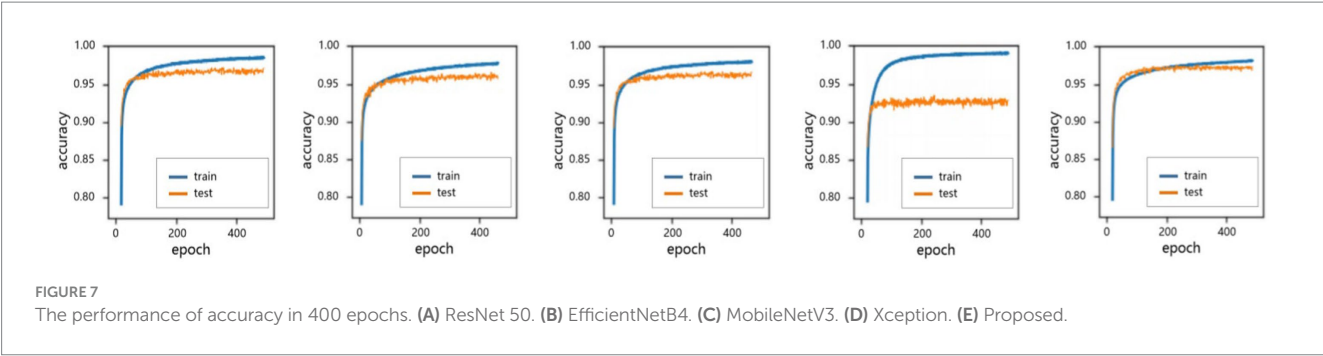 1.00
0.95
0.90
0.85
0.80
accuracy
train
test
0
200
400
epoch
1.00
0.95
0.90
0.85
0.80
accuracy
train
test
0
200
400
epoch
1.00
0.95
0.90
0.85
0.80
accuracy
train
test
0
200
400
epoch
1.00
0.95
0.90
0.85
0.80
accuracy
train
test
0
200
400
epoch
1.00
0.95
0.90
0.85
0.80
accuracy
train
test
0
200
400
epoch
FIGURE 7
The performance of accuracy in 400 epochs. (A) ResNet 50. (B) EfficientNetB4. (C) MobileNetV3. (D) Xception. (E) Proposed.